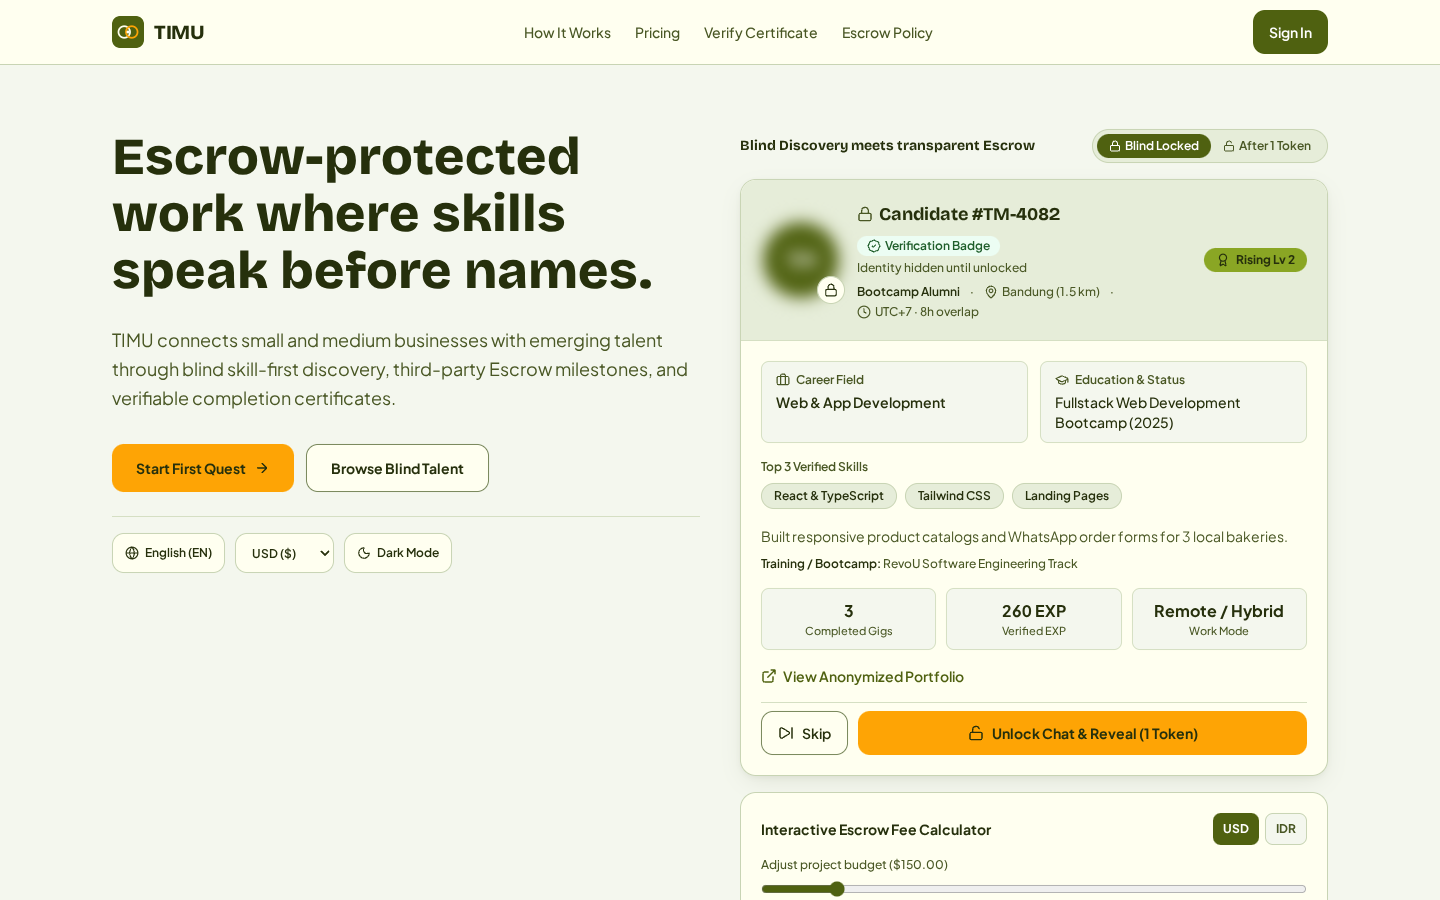 TIMU
How It Works
Pricing
Verify Certificate
Escrow Policy
Sign In
Escrow-protected
work where skills
speak before names.
TIMU connects small and medium businesses with emerging talent
through blind skill-first discovery, third-party Escrow milestones, and
verifiable completion certificates.
Start First Quest
Browse Blind Talent
English (EN)
USD ($)
Dark Mode
Blind Discovery meets transparent Escrow
Blind Locked
After 1 Token
Candidate #TM-4082
Verification Badge
Identity hidden until unlocked
Bootcamp Alumni · Bandung (1.5 km) ·
UTC+7 · 8h overlap
Rising Lv 2
Career Field
Web & App Development
Education & Status
Fullstack Web Development
Bootcamp (2025)
Top 3 Verified Skills
React & TypeScript
Tailwind CSS
Landing Pages
Built responsive product catalogs and WhatsApp order forms for 3 local bakeries.
Training / Bootcamp: RevoU Software Engineering Track
3
Completed Gigs
260 EXP
Verified EXP
Remote / Hybrid
Work Mode
View Anonymized Portfolio
Skip
Unlock Chat & Reveal (1 Token)
Interactive Escrow Fee Calculator
USD
IDR
Adjust project budget ($150.00)